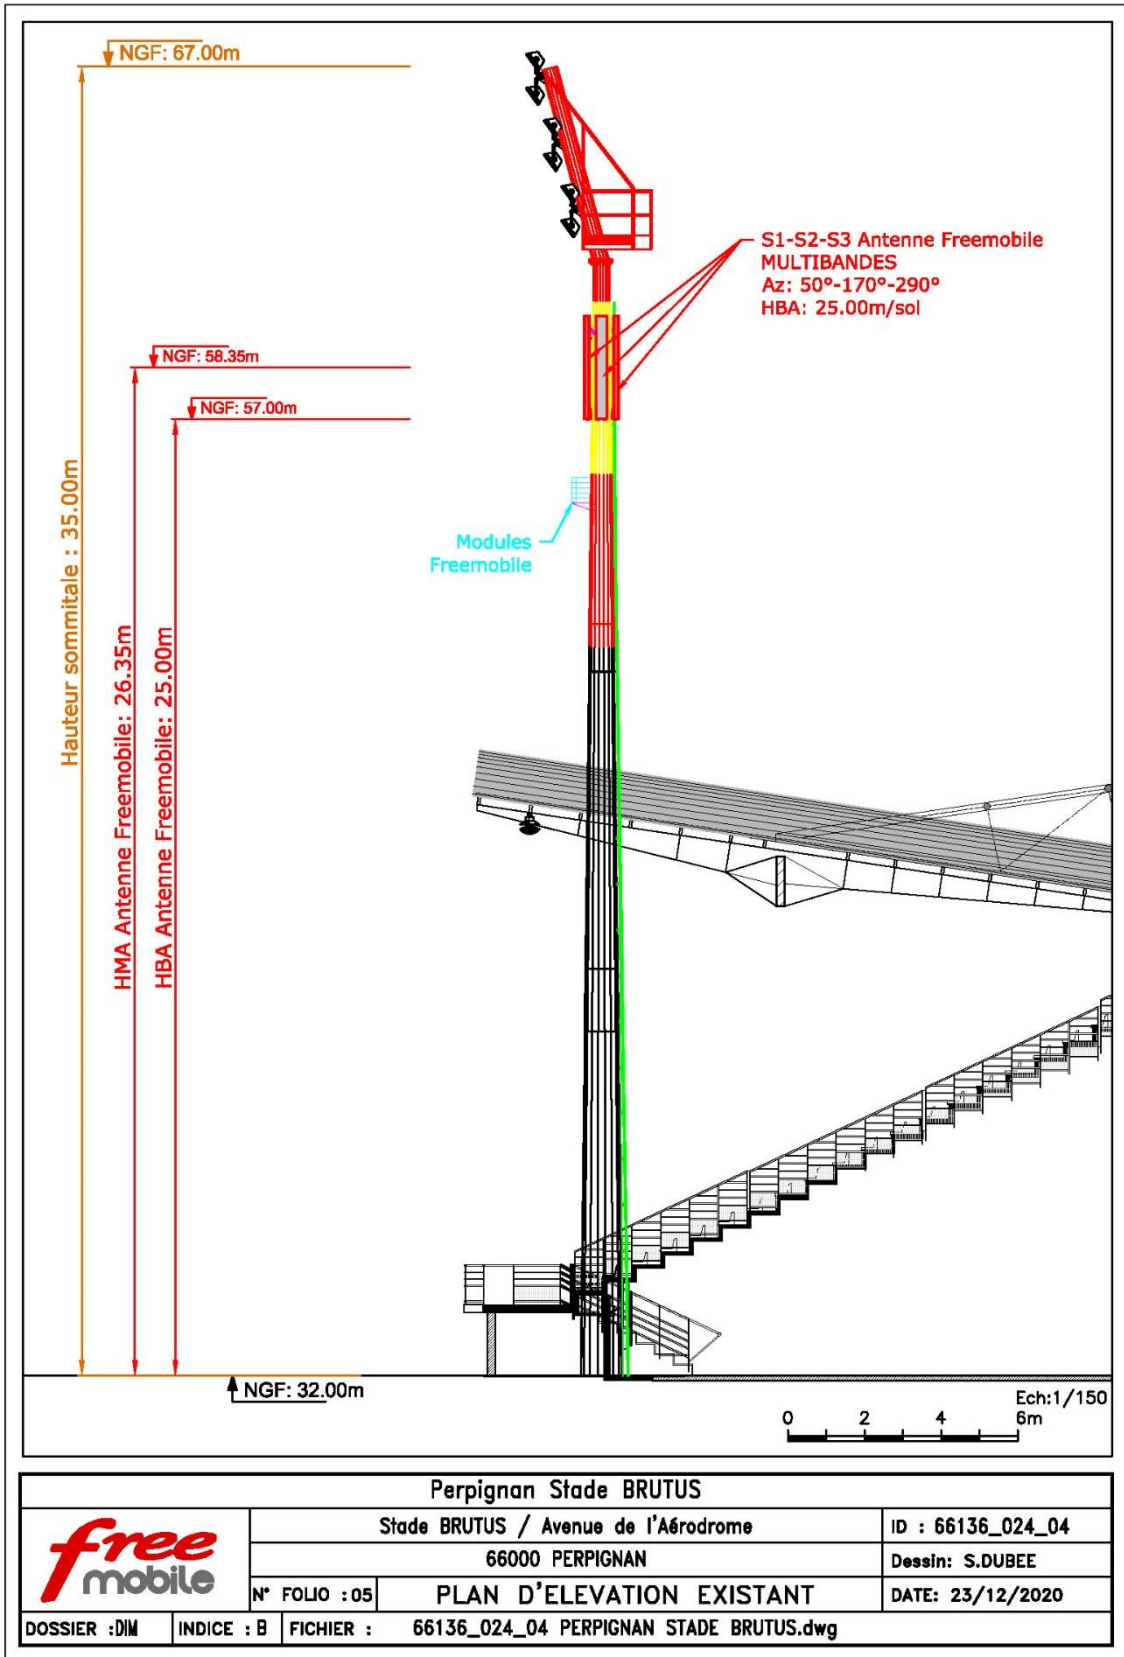 NGF: 67.00m
S1-S2-S3 Antenne Freemobile
MULTIBANDES
Az: 50°-170°-290°
HBA: 25.00m/sol
NGF: 58.35m
NGF: 57.00m
Hauteur sommitale : 35.00m
HMA Antenne Freemobile: 26.35m
HBA Antenne Freemobile: 25.00m
Modules
Freemobile
NGF: 32.00m
Ech:1/150
0 2 4 6m
Perpignan Stade BRUTUS
free
mobile
Stade BRUTUS / Avenue de l'Aérodrome
ID : 66136_024_04
66000 PERPIGNAN
Dessin: S.DUBEE
N° FOLIO :05
PLAN D'ELEVATION EXISTANT
DATE: 23/12/2020
DOSSIER :DIM
INDICE : B
FICHIER : 66136_024_04 PERPIGNAN STADE BRUTUS.dwg